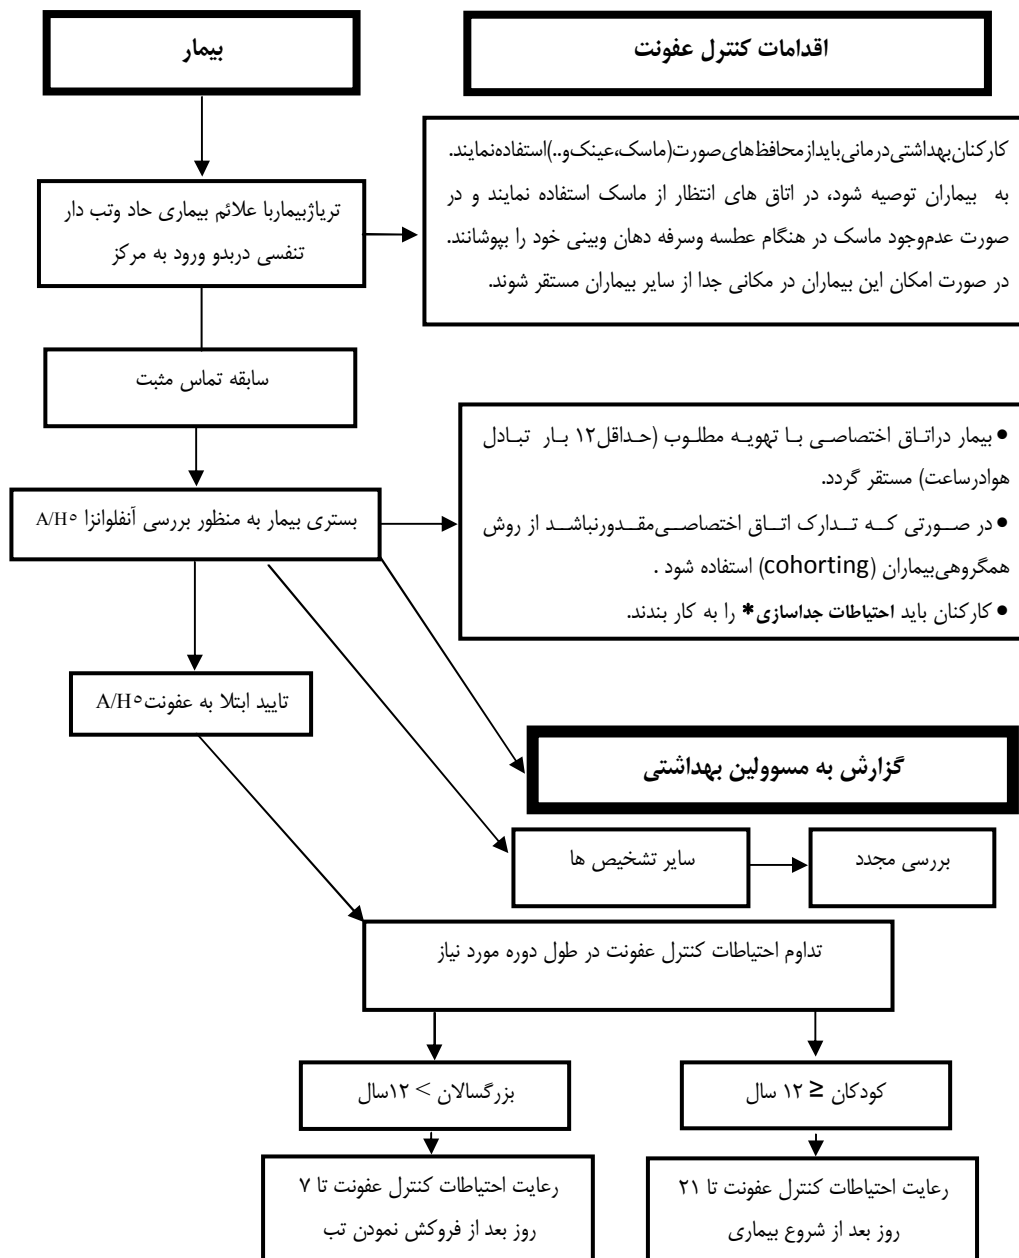 بیمار
اقدامات کنترل عفونت
کارکنان بهداشتی درمانی باید از محافظ های صورت (ماسک، عینک و..) استفاده نمایند.
به بیماران توصیه شود، در اتاق های انتظار از ماسک استفاده نمایند و در
صورت عدم وجود ماسک در هنگام عطسه وسرفه دهان وبینی خود را بپوشانند.
در صورت امکان این بیماران در مکانی جدا از سایر بیماران مستقر شوند.
تریاژبیماربا علائم بیماری حاد وتب دار
تنفسی دربدو ورود به مرکز
سابقه تماس مثبت
• بیمار دراتاق اختصاصی با تهویه مطلوب (حداقل۱۲ بار تبادل
هوادرساعت) مستقر گردد.
• در صورتی که تدارک اتاق اختصاصی مقدورنباشد از روش
همگروهی بیماران (cohorting) استفاده شود .
• کارکنان باید احتیاطات جداسازی* را به کار بندند.
بستری بیمار به منظور بررسی آنفلوانزا A/H۵
تایید ابتلا به عفونت A/H۵
گزارش به مسوولین بهداشتی
سایر تشخیص ها
بررسی مجدد
تداوم احتیاطات کنترل عفونت در طول دوره مورد نیاز
کودکان ≤ ۱۲ سال
بزرگسالان > ۱۲سال
رعایت احتیاطات کنترل عفونت تا ۲۱
روز بعد از شروع بیماری
رعایت احتیاطات کنترل عفونت تا ۷
روز بعد از فروکش نمودن تب